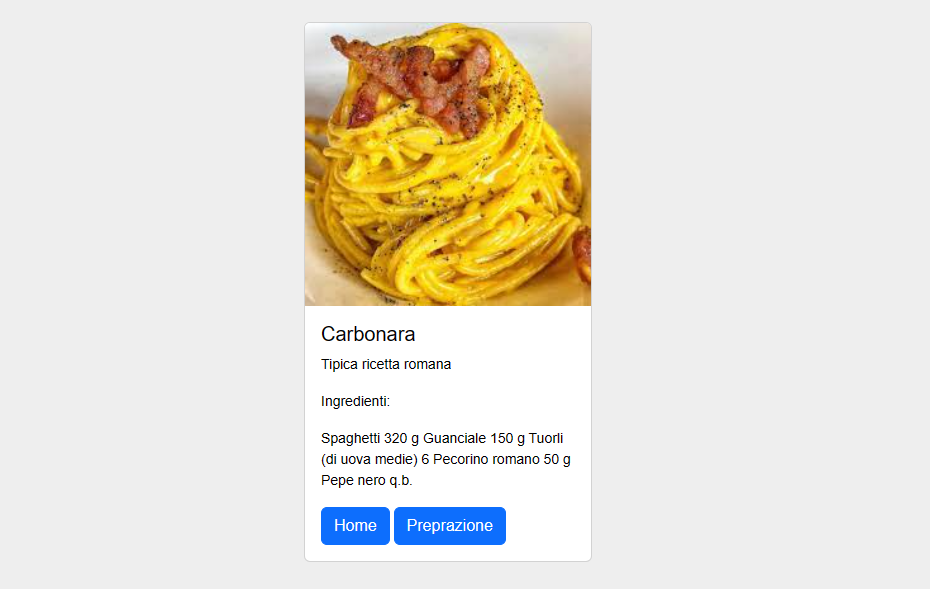 Carbonara
Tipica ricetta romana
Ingredienti:
Spaghetti 320 g Guanciale 150 g Tuorli
(di uova medie) 6 Pecorino romano 50 g
Pepe nero q.b.
Home Preprazione